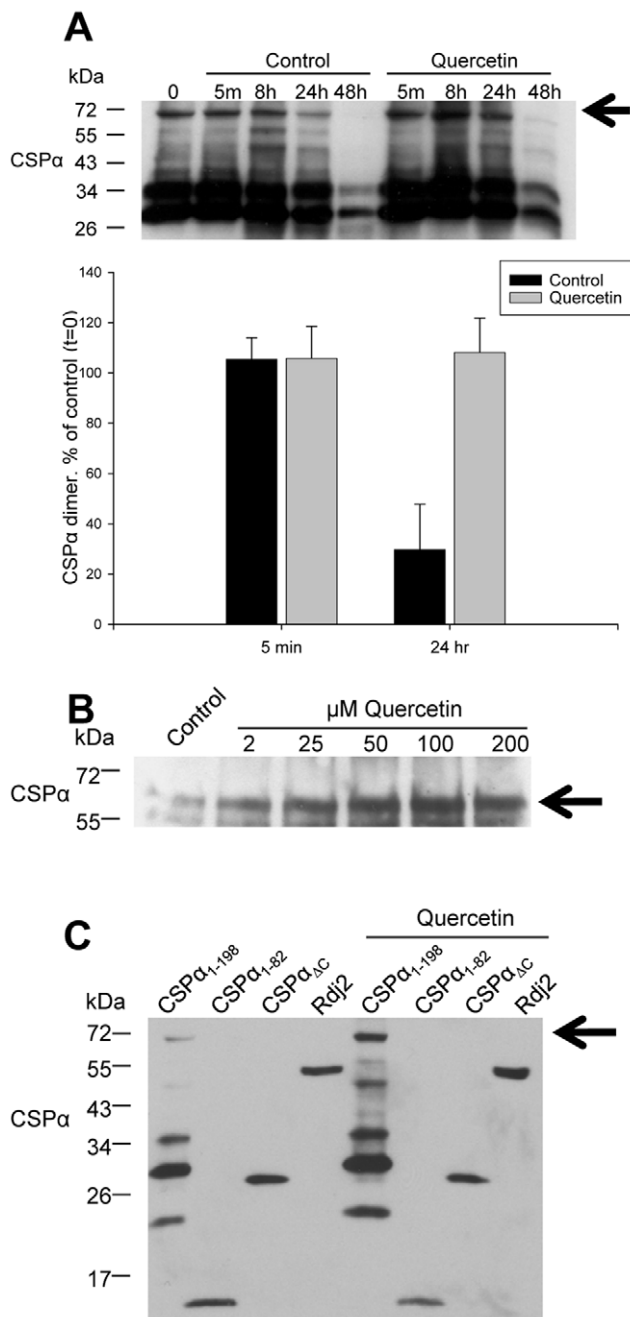 A
Control Quercetin
kDa
0 5m 8h 24h 48h 5m 8h 24h 48h
72
55
CSPα
43
34
26
140
Control
Quercetin
120
100
80
60
40
20
0
CSPα dimer. % of control (t=0)
5 min 24 hr
B
Control
µM Quercetin
kDa
2 25 50 100 200
72
CSPα
55
C
Quercetin
CSPα1-198 CSPα1-82 CSPαΔC Rdj2 CSPα1-198 CSPα1-82 CSPαΔC Rdj2
kDa
72
55
43
CSPα
34
26
17